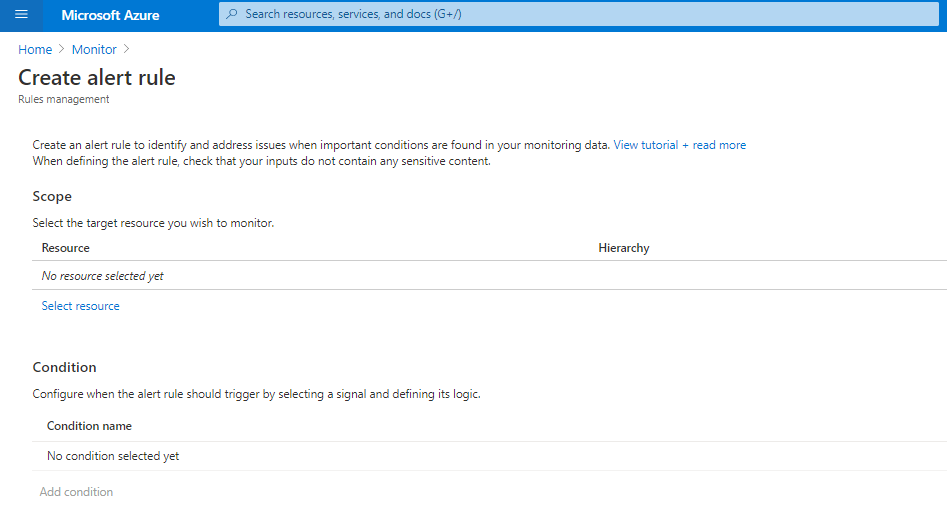 Microsoft Azure
Search resources, services, and docs (G+/)
Home > Monitor >
Create alert rule
Rules management
Create an alert rule to identify and address issues when important conditions are found in your monitoring data. View tutorial + read more
When defining the alert rule, check that your inputs do not contain any sensitive content.
Scope
Select the target resource you wish to monitor.
Resource Hierarchy
No resource selected yet
Select resource
Condition
Configure when the alert rule should trigger by selecting a signal and defining its logic.
Condition name
No condition selected yet
Add condition